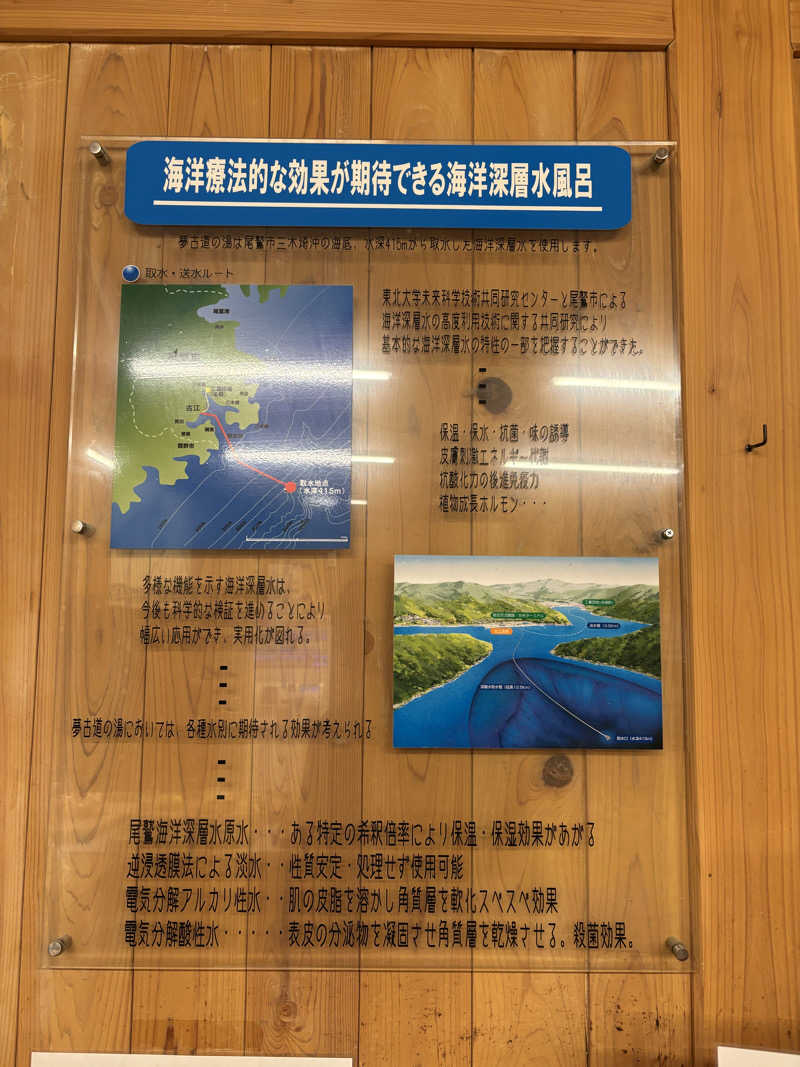 海洋療法的な効果が期待できる海洋深層水風呂
夢古道の湯は尾鷲市三木埼沖の海底、水深415mから取水した海洋深層水を使用します。
取水・送水ルート
尾鷲湾
古江
取水地点
(水深415m)
東北大学未来科学技術共同研究センターと尾鷲市による
海洋深層水の高度利用技術に関する共同研究により
基本的な海洋深層水の特性の一部を把握することができた。
保温・保水・抗菌・味の誘導
皮膚刺激エネルギー代謝
抗酸化力の後進免疫力
植物成長ホルモン・・・
多様な機能を示す海洋深層水は、
今後も科学的な検証を進めることにより
幅広い応用ができ、実用化が図れる。
夢古道の湯においては、各種水別に期待される効果が考えられる
尾鷲海洋深層水原水・・・ある特定の希釈倍率により保温・保湿効果があがる
逆浸透膜法による淡水・・性質安定・処理せず使用可能
電気分解アルカリ性水・・肌の皮脂を溶かし角質層を軟化スベスベ効果
電気分解酸性水・・・・・表皮の分泌物を凝固させ角質層を乾燥させる。殺菌効果。